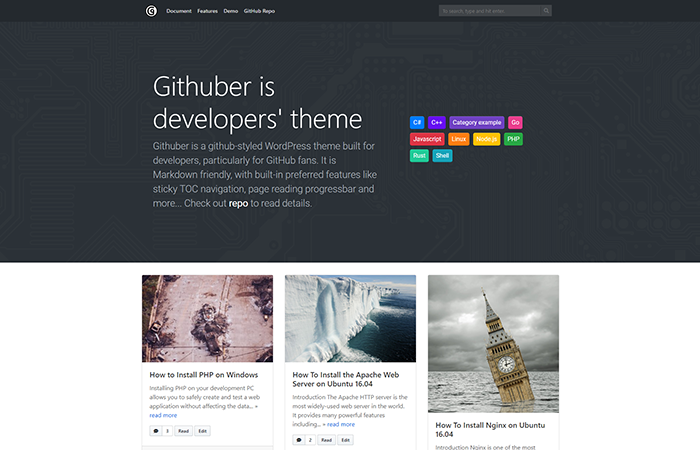 Document Features Demo GitHub Repo
To search, type and hit enter.
Githuber is
developers' theme
Githuber is a github-styled WordPress theme built for
developers, particularly for GitHub fans. It is
Markdown friendly, with built-in preferred features like
sticky TOC navigation, page reading progressbar and
more... Check out repo to read details.
C# C++ Category example Go
Javascript Linux Node.js PHP
Rust Shell
How to Install PHP on Windows
Installing PHP on your development PC
allows you to safely create and test a web
application without affecting the data... »
read more
3 Read Edit
How To Install the Apache Web
Server on Ubuntu 16.04
Introduction The Apache HTTP server is the
most widely-used web server in the world.
It provides many powerful features
including... » read more
2 Read Edit
How To Install Nginx on Ubuntu
16.04
Introduction Nginx is one of the most